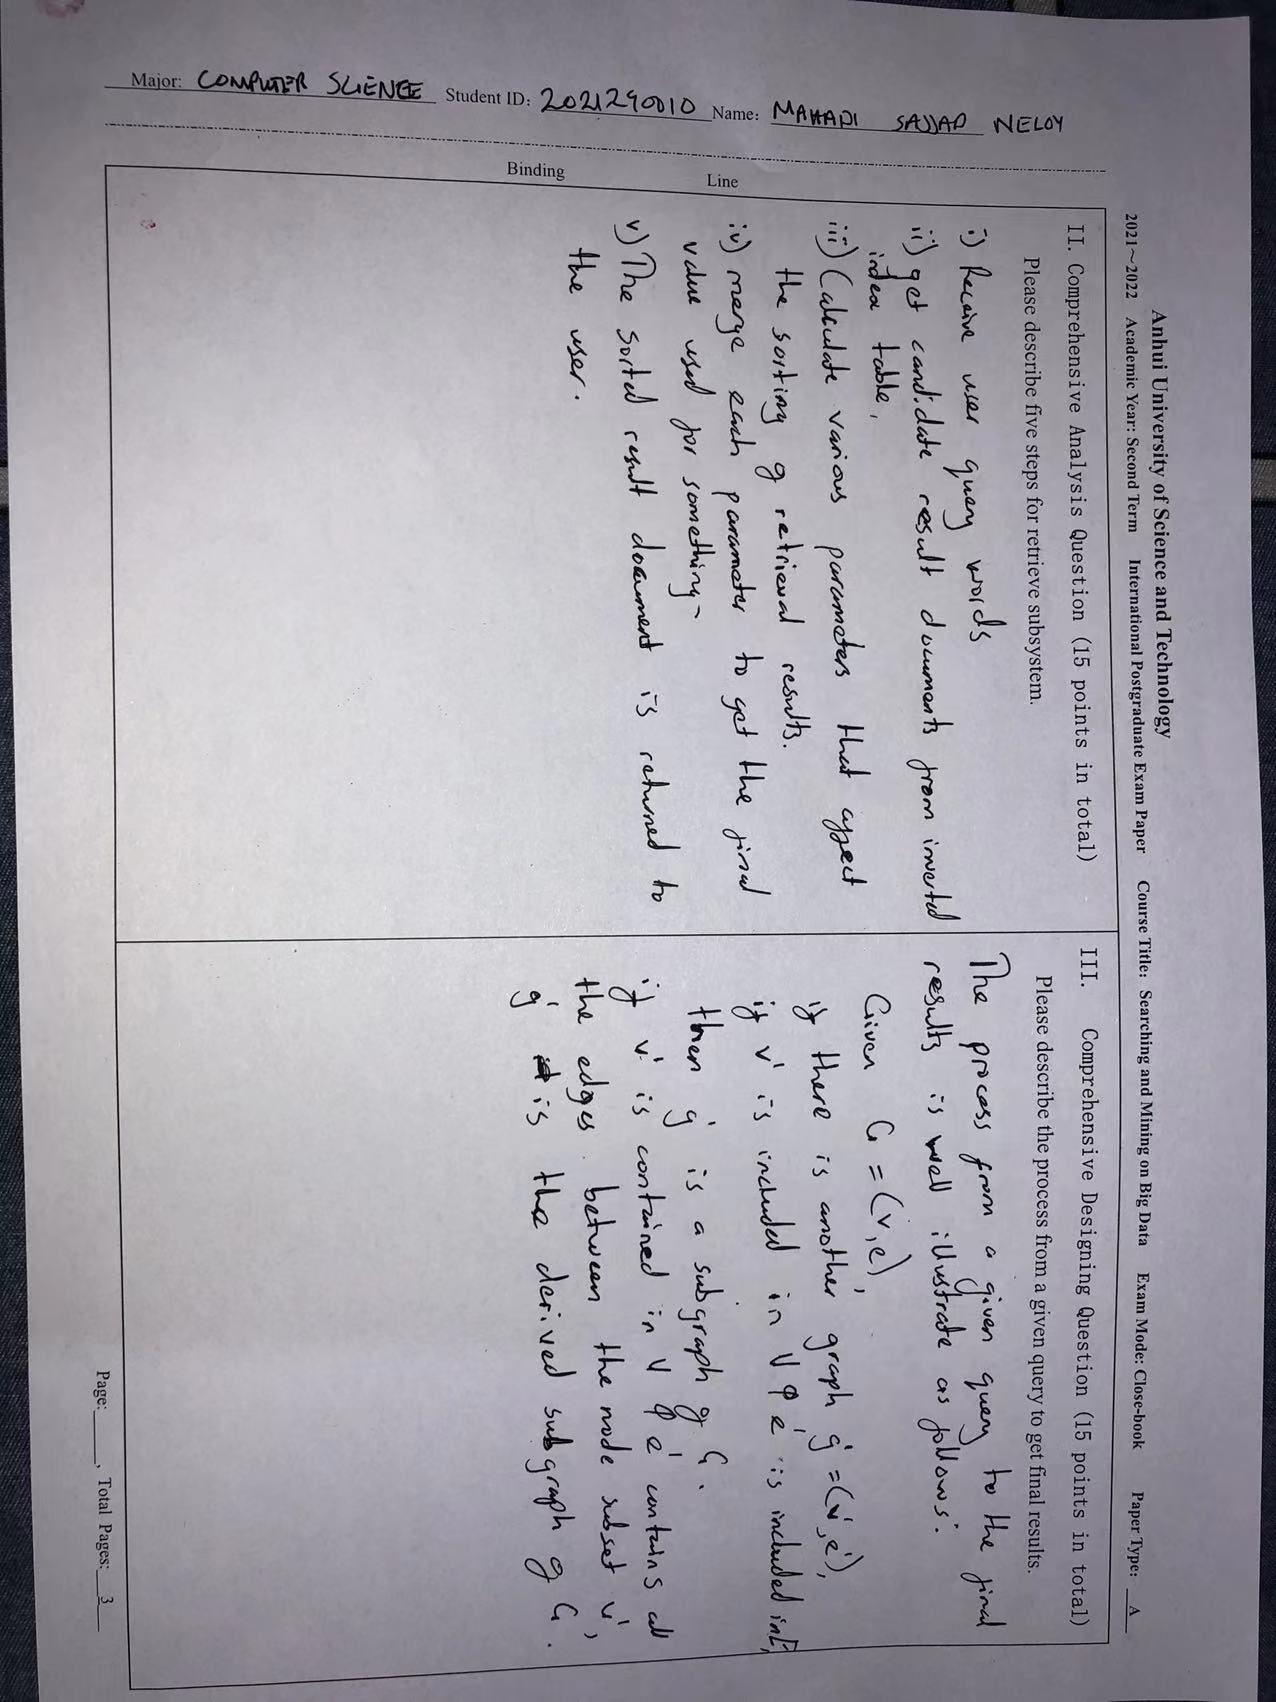 Anhui University of Science and Technology
2021~2022 Academic Year: Second Term International Postgraduate Exam Paper Course Title: Searching and Mining on Big Data Exam Mode: Close-book Paper Type: A
Major: COMPUTER SCIENCE Student ID: 2021290010 Name: MAHADI SAJJAD NELOY
Binding Line
II. Comprehensive Analysis Question (15 points in total)
Please describe five steps for retrieve subsystem.
i) Receive user query words
ii) get candidate result documents from inverted
index table,
iii) Calculate various parameters that affect
the sorting of retrieval results.
iv) merge each parameter to get the final
value used for something-
v) The sorted result document is returned to
the user.
III. Comprehensive Designing Question (15 points in total)
Please describe the process from a given query to get final results.
The process from a given query to the final
results is well illustrate as follows:
Given G = (v,e),
if there is another graph g' = (v',e'),
if v' is included in V & e' is included in E,
then g' is a subgraph of G.
if v' is contained in V & e' contains all
the edges between the node subset v',
g' is the derived subgraph of G.
Page: , Total Pages: 3